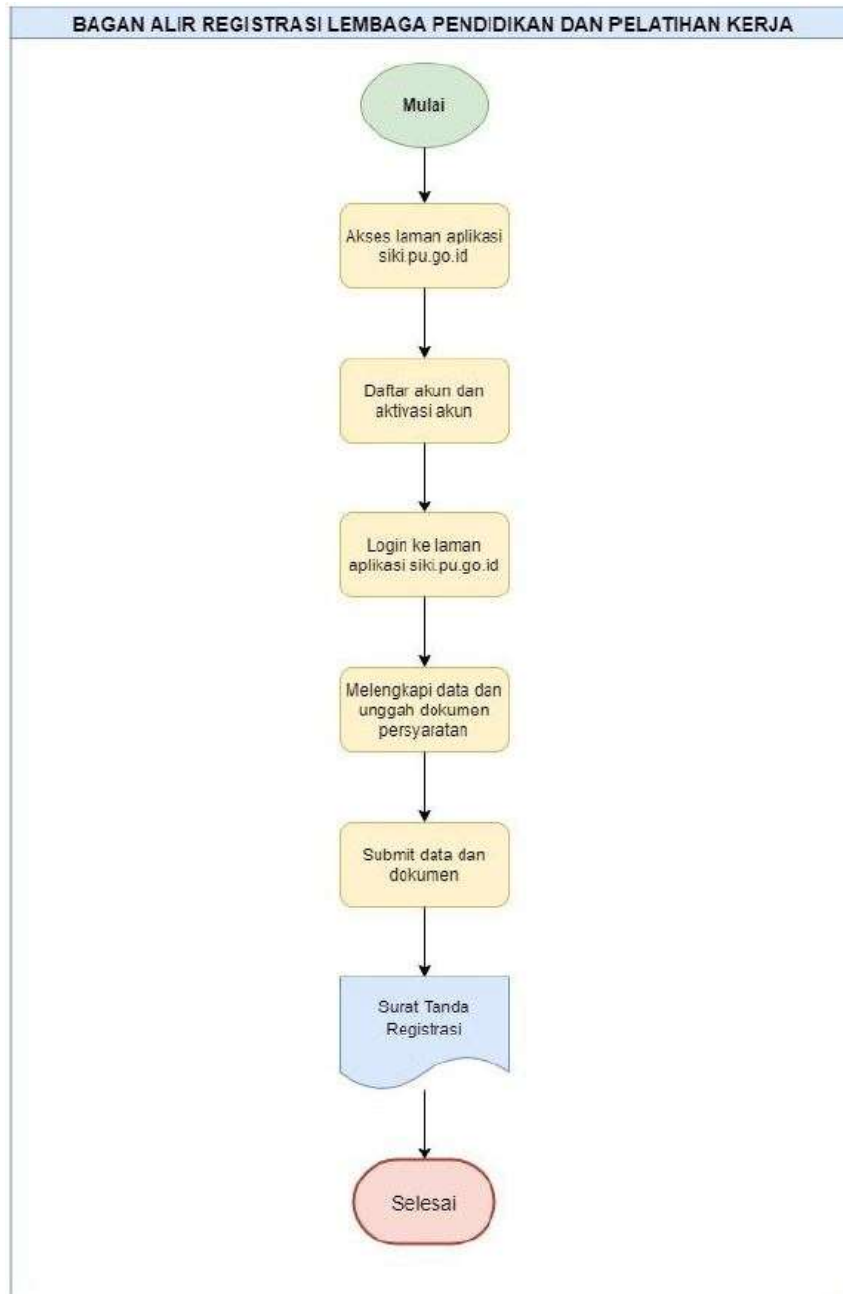 BAGAN ALIR REGISTRASI LEMBAGA PENDIDIKAN DAN PELATIHAN KERJA
Mulai
Akses laman aplikasi
siki.pu.go.id
Daftar akun dan
aktivasi akun
Login ke laman
aplikasi siki.pu.go.id
Melengkapi data dan
unggah dokumen
persyaratan
Submit data dan
dokumen
Surat Tanda
Registrasi
Selesai